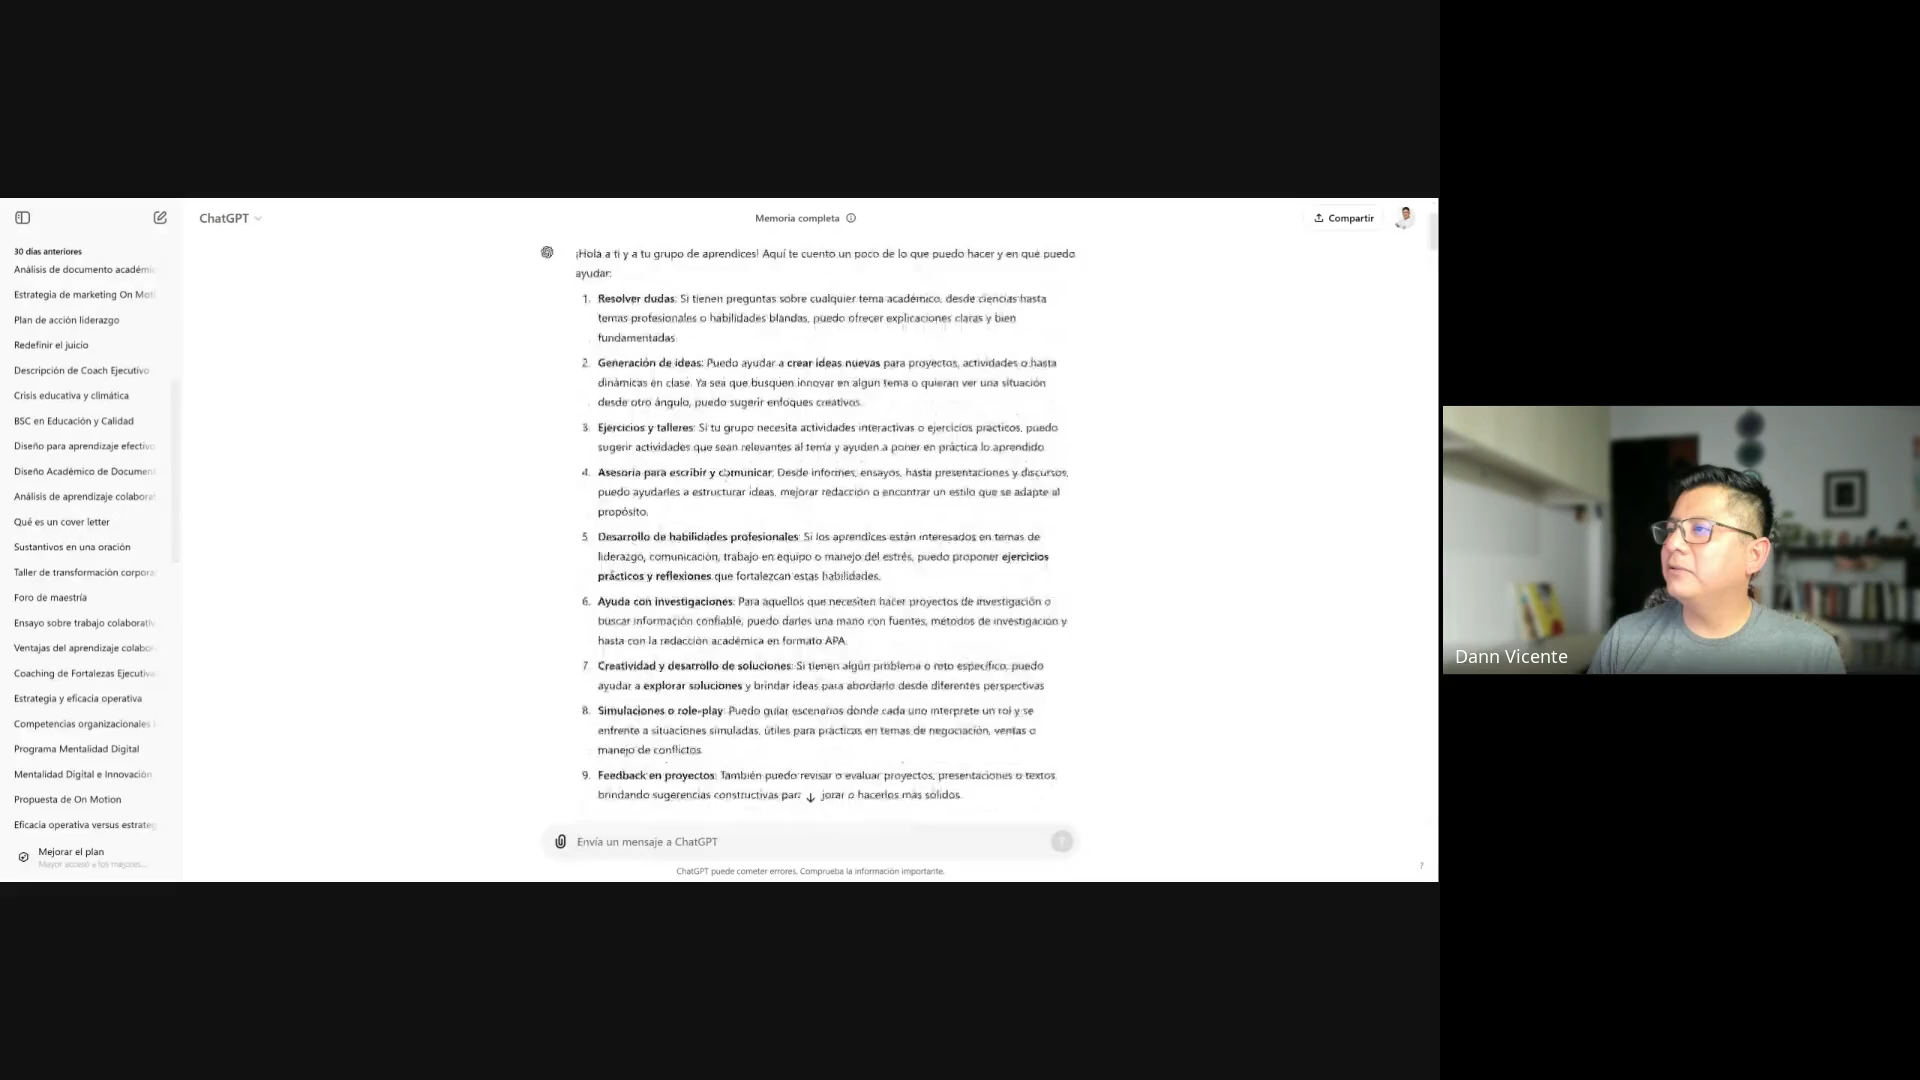 ChatGPT
Memoria completa
Compartir
30 días anteriores
Análisis de documento académic
Estrategia de marketing On Moti
Plan de acción liderazgo
Redefinir el juicio
Descripción de Coach Ejecutivo
Crisis educativa y climática
BSC en Educación y Calidad
Diseño para aprendizaje efectivo
Diseño Académico de Document
Análisis de aprendizaje colaborat
Qué es un cover letter
Sustantivos en una oración
Taller de transformación corpora
Foro de maestría
Ensayo sobre trabajo colaborativ
Ventajas del aprendizaje colabor
Coaching de Fortalezas Ejecutiva
Estrategia y eficacia operativa
Competencias organizacionales
Programa Mentalidad Digital
Mentalidad Digital e Innovación
Propuesta de On Motion
Eficacia operativa versus estrateg
Mejorar el plan
Mayor acceso a los mejores...
¡Hola a ti y a tu grupo de aprendices! Aquí te cuento un poco de lo que puedo hacer y en qué puedo
ayudar:
1. Resolver dudas: Si tienen preguntas sobre cualquier tema académico, desde ciencias hasta
temas profesionales o habilidades blandas, puedo ofrecer explicaciones claras y bien
fundamentadas.
2. Generación de ideas: Puedo ayudar a crear ideas nuevas para proyectos, actividades o hasta
dinámicas en clase. Ya sea que busquen innovar en algún tema o quieran ver una situación
desde otro ángulo, puedo sugerir enfoques creativos.
3. Ejercicios y talleres: Si tu grupo necesita actividades interactivas o ejercicios prácticos, puedo
sugerir actividades que sean relevantes al tema y ayuden a poner en práctica lo aprendido.
4. Asesoría para escribir y comunicar: Desde informes, ensayos, hasta presentaciones y discursos,
puedo ayudarles a estructurar ideas, mejorar redacción o encontrar un estilo que se adapte al
propósito.
5. Desarrollo de habilidades profesionales: Si los aprendices están interesados en temas de
liderazgo, comunicación, trabajo en equipo o manejo del estrés, puedo proponer ejercicios
prácticos y reflexiones que fortalezcan estas habilidades.
6. Ayuda con investigaciones: Para aquellos que necesiten hacer proyectos de investigación o
buscar información confiable, puedo darles una mano con fuentes, métodos de investigación y
hasta con la redacción académica en formato APA.
7. Creatividad y desarrollo de soluciones: Si tienen algún problema o reto específico, puedo
ayudar a explorar soluciones y brindar ideas para abordarlo desde diferentes perspectivas.
8. Simulaciones o role-play: Puedo guiar escenarios donde cada uno interprete un rol y se
enfrente a situaciones simuladas, útiles para prácticas en temas de negociación, ventas o
manejo de conflictos.
9. Feedback en proyectos: También puedo revisar o evaluar proyectos, presentaciones o textos,
brindando sugerencias constructivas par jorar o hacerlos más sólidos.
Envía un mensaje a ChatGPT
ChatGPT puede cometer errores. Comprueba la información importante.
?
Dann Vicente